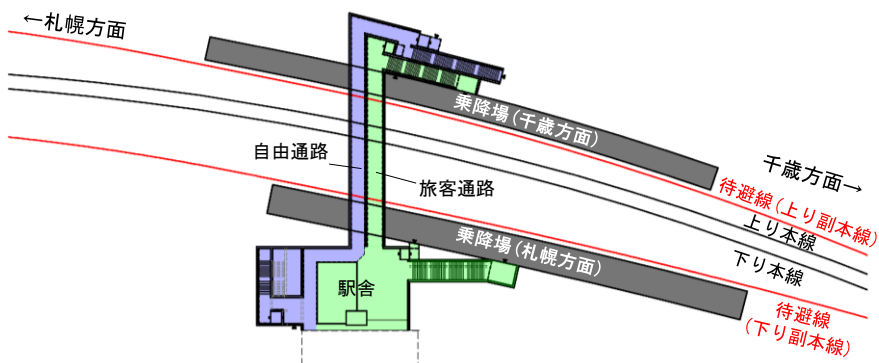 ←札幌方面
乗降場(千歳方面)
自由通路
旅客通路
千歳方面→
待避線(上り副本線)
上り本線
下り本線
乗降場(札幌方面)
駅舎
待避線
(下り副本線)